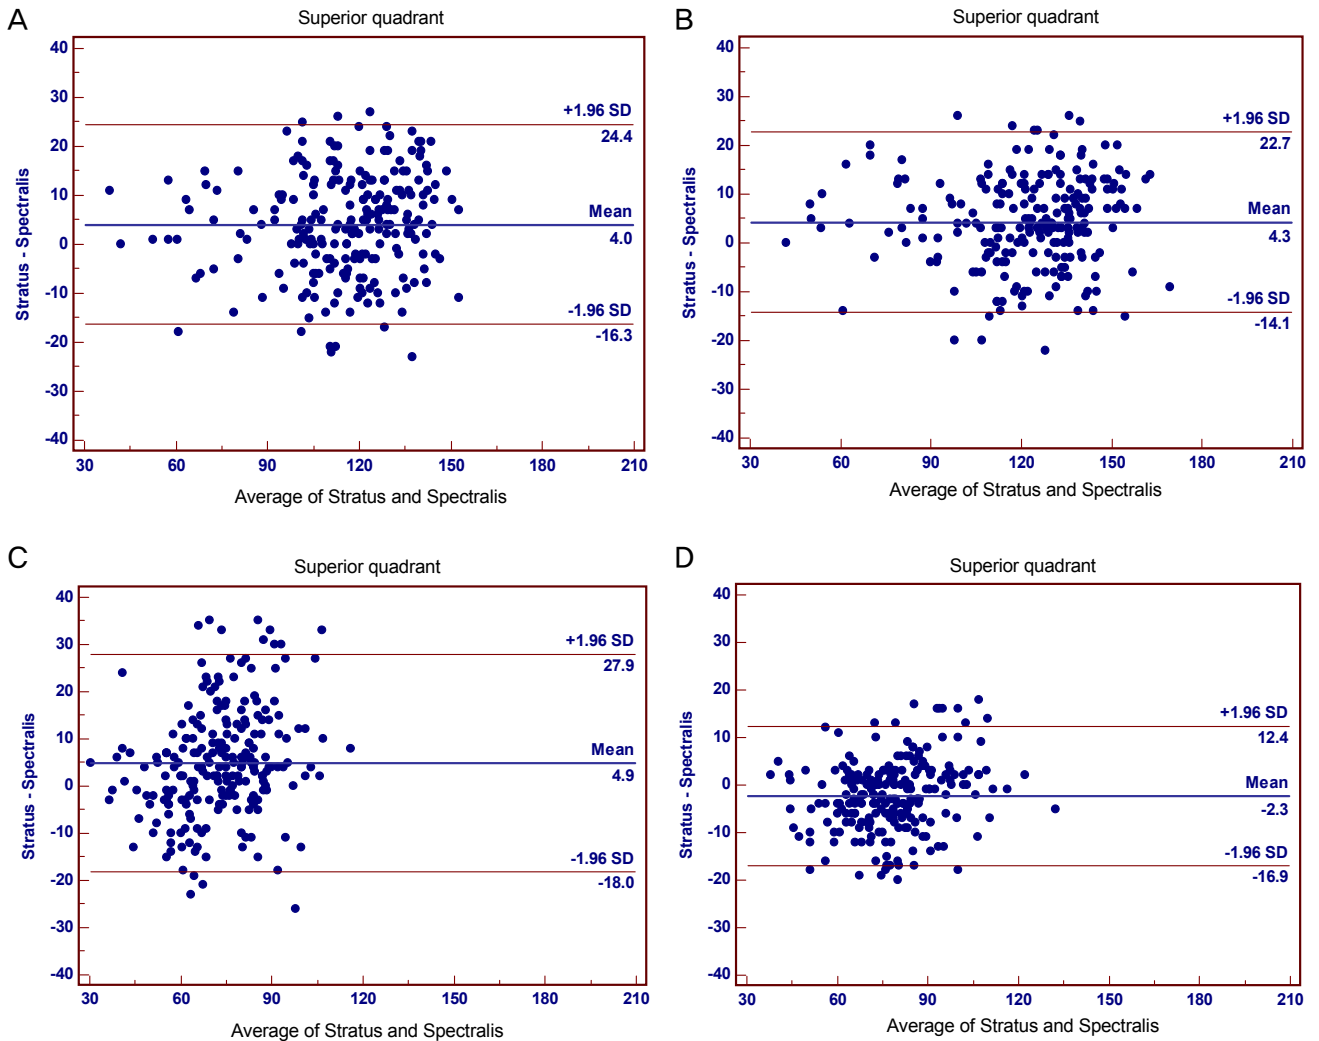 A
Superior quadrant
40
30
20
10
0
-10
-20
-30
-40
Stratus - Spectralis
+1.96 SD
24.4
Mean
4.0
-1.96 SD
-16.3
30 60 90 120 150 180 210
Average of Stratus and Spectralis
B
Superior quadrant
40
30
20
10
0
-10
-20
-30
-40
Stratus - Spectralis
+1.96 SD
22.7
Mean
4.3
-1.96 SD
-14.1
30 60 90 120 150 180 210
Average of Stratus and Spectralis
C
Superior quadrant
40
30
20
10
0
-10
-20
-30
-40
Stratus -Spectralis
+1.96 SD
27.9
Mean
4.9
-1.96 SD
-18.0
30 60 90 120 150 180 210
Average of Stratus and Spectralis
D
Superior quadrant
40
30
20
10
0
-10
-20
-30
-40
Stratus - Spectralis
+1.96 SD
12.4
Mean
-2.3
-1.96 SD
-16.9
30 60 90 120 150 180 210
Average of Stratus and Spectralis